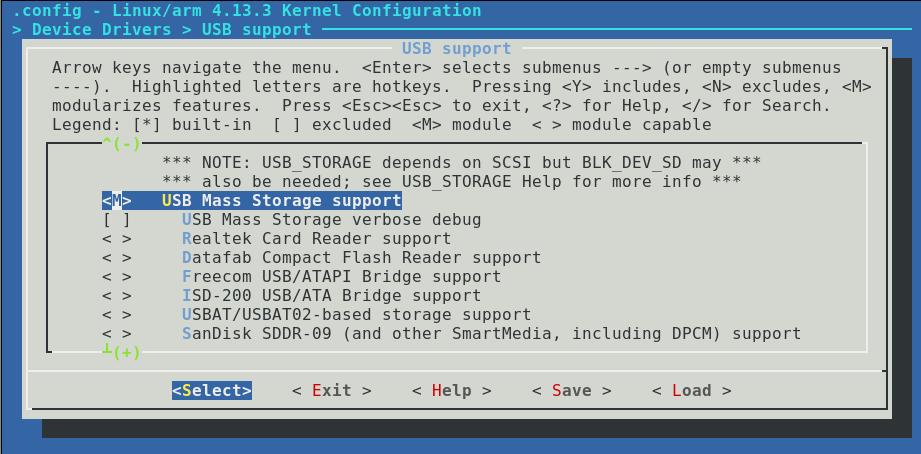 .config - Linux/arm 4.13.3 Kernel Configuration
> Device Drivers > USB support
USB support
Arrow keys navigate the menu.  <Enter> selects submenus ---> (or empty submenus
----).  Highlighted letters are hotkeys.  Pressing <Y> includes, <N> excludes, <M>
modularizes features.  Press <Esc><Esc> to exit, <?> for Help, </> for Search.
Legend: [*] built-in  [ ] excluded  <M> module  < > module capable
^(-)
*** NOTE: USB_STORAGE depends on SCSI but BLK_DEV_SD may ***
*** also be needed; see USB_STORAGE Help for more info ***
<M>   USB Mass Storage support
[ ]     USB Mass Storage verbose debug
< >     Realtek Card Reader support
< >     Datafab Compact Flash Reader support
< >     Freecom USB/ATAPI Bridge support
< >     ISD-200 USB/ATA Bridge support
< >     USBAT/USBAT02-based storage support
< >     SanDisk SDDR-09 (and other SmartMedia, including DPCM) support
┴(+)
<Select>    < Exit >    < Help >    < Save >    < Load >